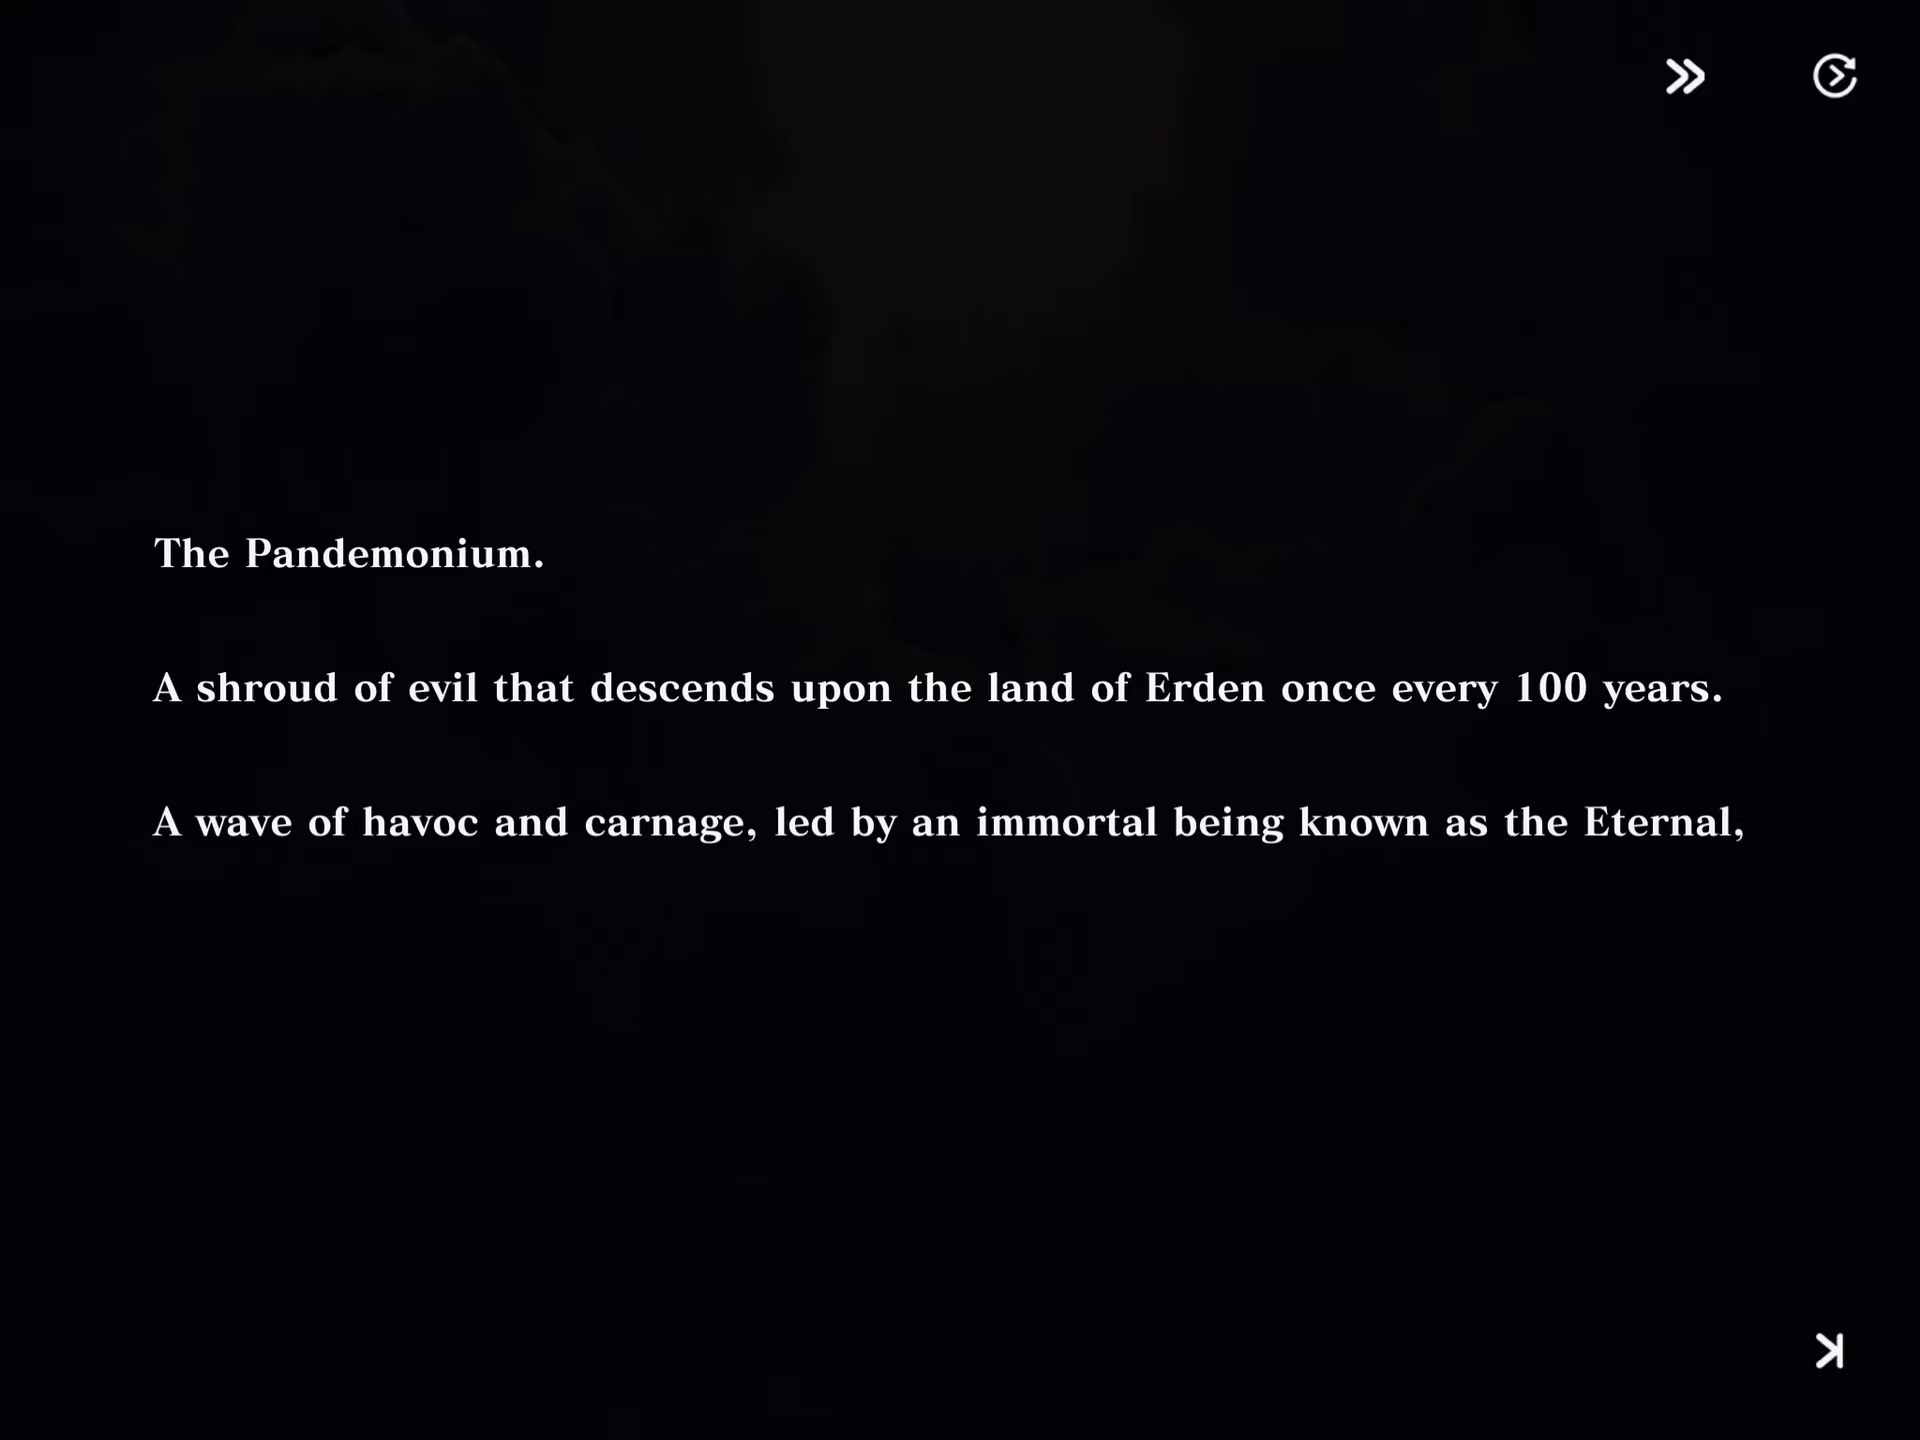 The Pandemonium.
A shroud of evil that descends upon the land of Erden once every 100 years.
A wave of havoc and carnage, led by an immortal being known as the Eternal,